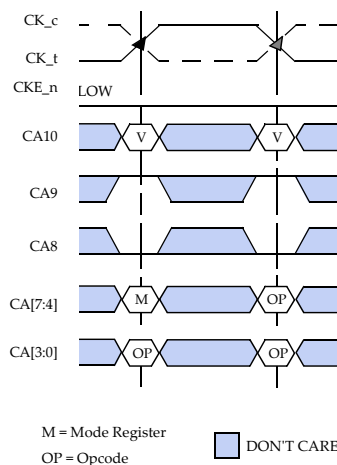 CK_c
CK_t
CKE_n LOW
CA10 V V
CA9
CA8
CA[7:4] M OP
CA[3:0] OP OP
M = Mode Register
OP = Opcode
DON'T CARE